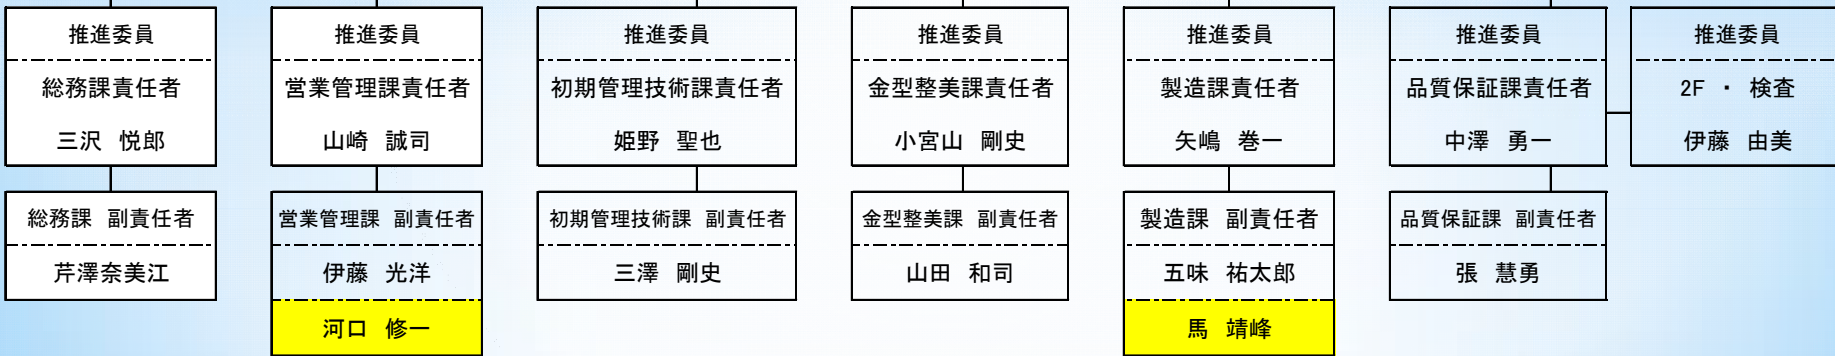 推進委員
総務課責任者
三沢 悦郎
推進委員
営業管理課責任者
山崎 誠司
推進委員
初期管理技術課責任者
姫野 聖也
推進委員
金型整美課責任者
小宮山 剛史
推進委員
製造課責任者
矢嶋 巻一
推進委員
品質保証課責任者
中澤 勇一
推進委員
2F ・ 検査
伊藤 由美
総務課 副責任者
芹澤奈美江
営業管理課 副責任者
伊藤 光洋
河口 修一
初期管理技術課 副責任者
三澤 剛史
金型整美課 副責任者
山田 和司
製造課 副責任者
五味 祐太郎
馬 靖峰
品質保証課 副責任者
張 慧勇